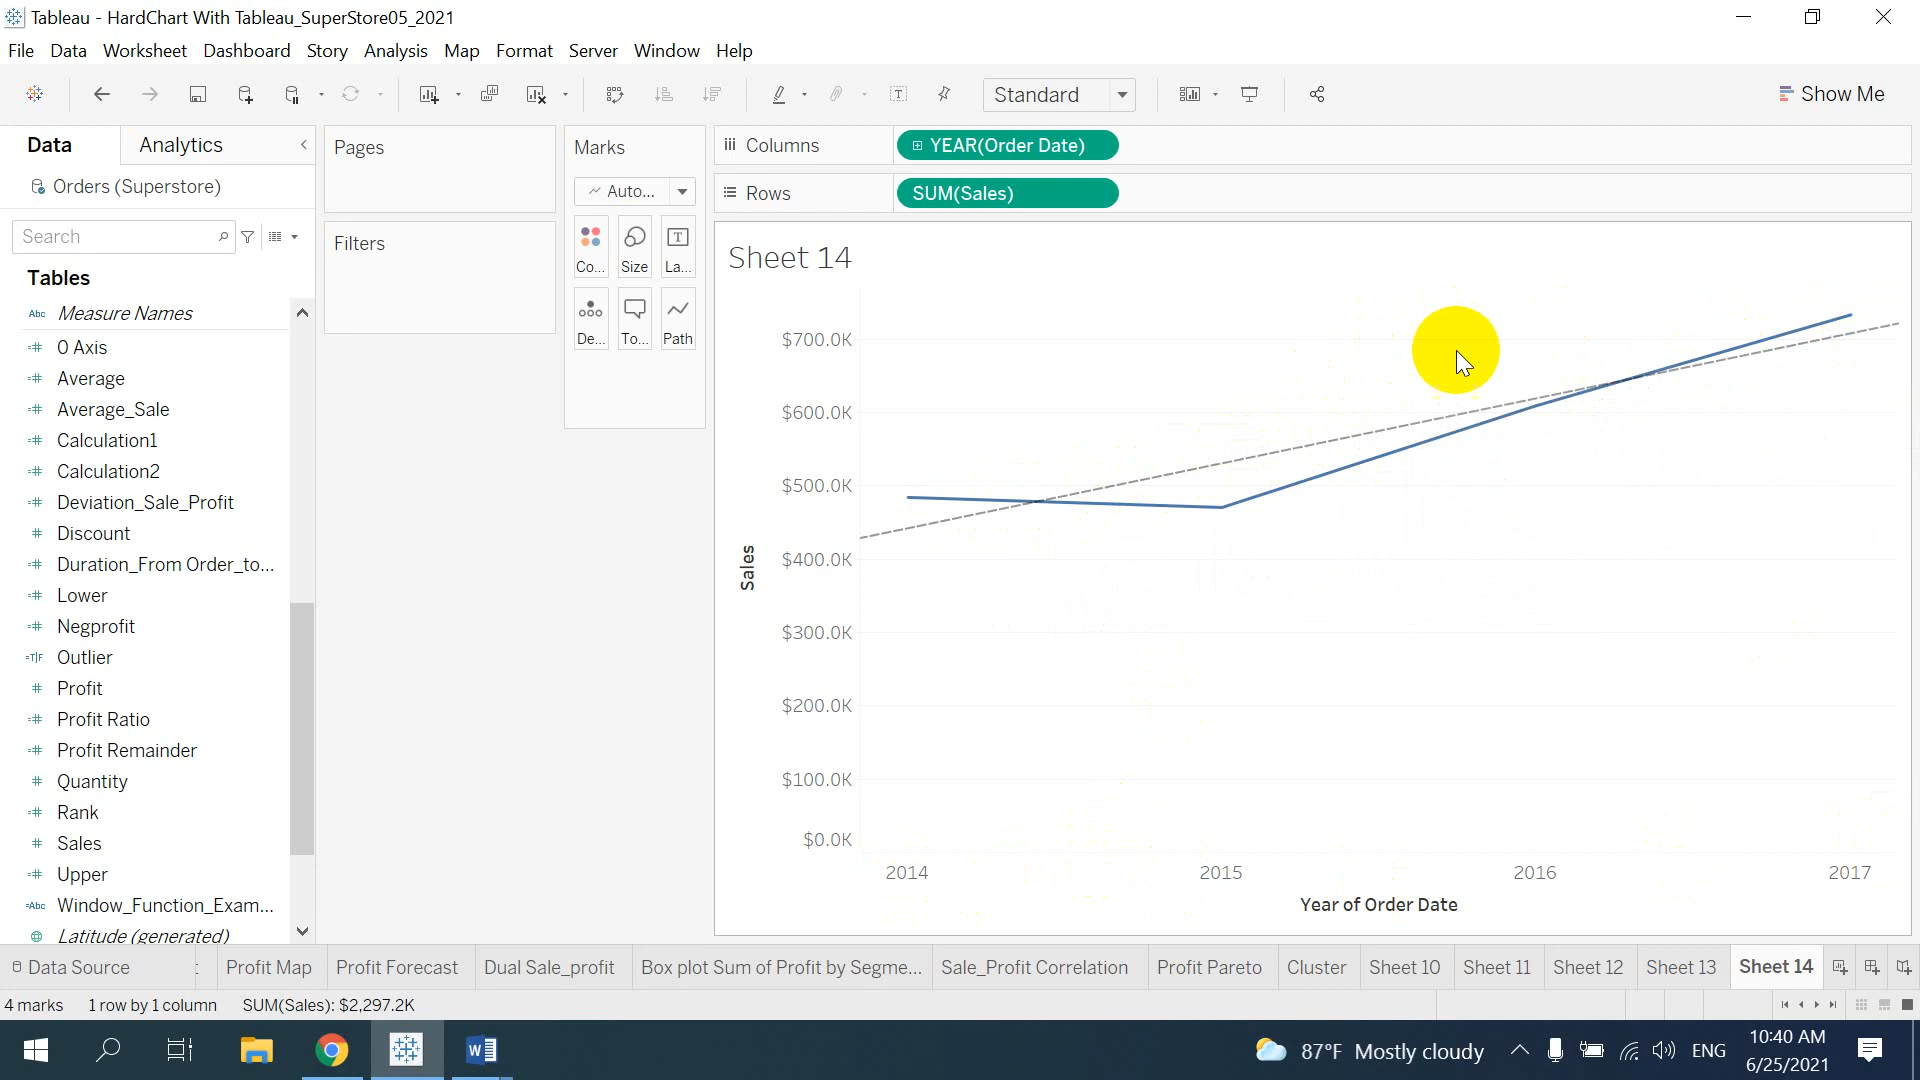 Tableau - HardChart With Tableau_SuperStore05_2021
File Data Worksheet Dashboard Story Analysis Map Format Server Window Help
Standard
Show Me
Data Analytics
Orders (Superstore)
Search
Tables
Abc Measure Names
0 Axis
Average
Average_Sale
Calculation1
Calculation2
Deviation_Sale_Profit
Discount
Duration_From Order_to...
Lower
Negprofit
T|F Outlier
Profit
Profit Ratio
Profit Remainder
Quantity
Rank
Sales
Upper
Abc Window_Function_Exam...
Latitude (generated)
Pages
Filters
Marks
Auto...
Co... Size La...
De... To... Path
Columns YEAR(Order Date)
Rows SUM(Sales)
Sheet 14
$700.0K
$600.0K
$500.0K
$400.0K
$300.0K
$200.0K
$100.0K
$0.0K
Sales
2014 2015 2016 2017
Year of Order Date
Data Source Profit Map Profit Forecast Dual Sale_profit Box plot Sum of Profit by Segme... Sale_Profit Correlation Profit Pareto Cluster Sheet 10 Sheet 11 Sheet 12 Sheet 13 Sheet 14
4 marks 1 row by 1 column SUM(Sales): $2,297.2K
87°F Mostly cloudy ENG
10:40 AM
6/25/2021